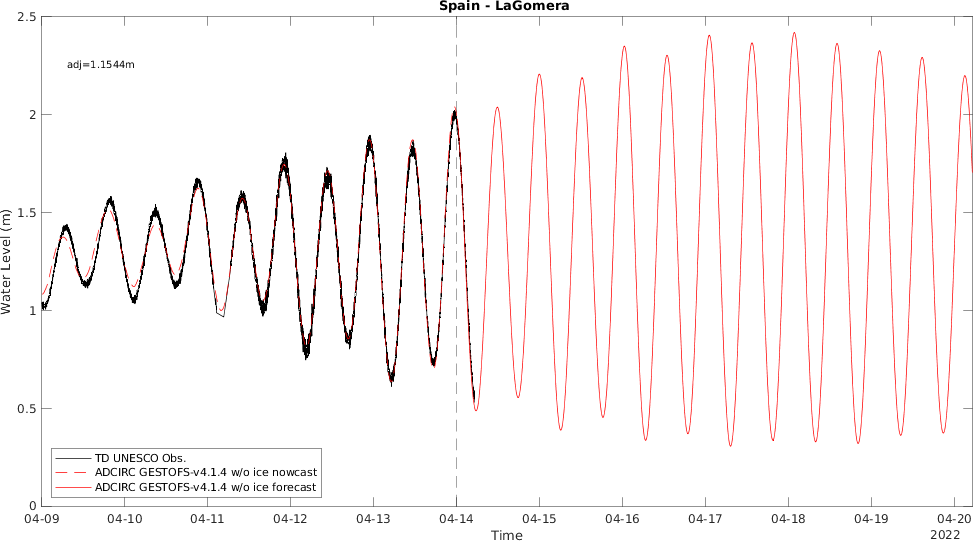 Spain - LaGomera
2.5
adj=1.1544m
2
1.5
Water Level (m)
1
0.5
TD UNESCO Obs.
ADCIRC GESTOFS-v4.1.4 w/o ice nowcast
ADCIRC GESTOFS-v4.1.4 w/o ice forecast
0
04-09 04-10 04-11 04-12 04-13 04-14 04-15 04-16 04-17 04-18 04-19 04-20
Time
2022